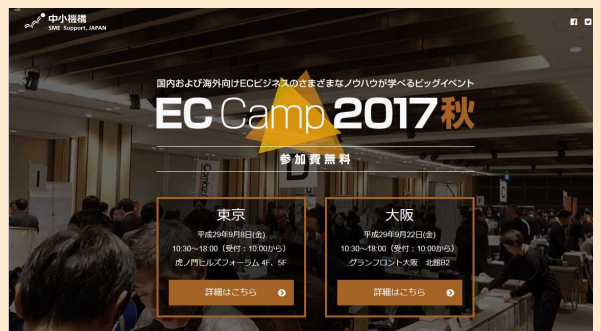 中小機構
SME Support, JAPAN
国内および海外向けECビジネスのさまざまなノウハウが学べるビッグイベント
EC Camp 2017秋
参加費無料
東京
平成29年9月8日(金)
10:30～18:00（受付：10:00から）
虎ノ門ヒルズフォーラム 4F、5F
詳細はこちら
大阪
平成29年9月22日(金)
10:30～18:00（受付：10:00から）
グランフロント大阪　北館B2
詳細はこちら